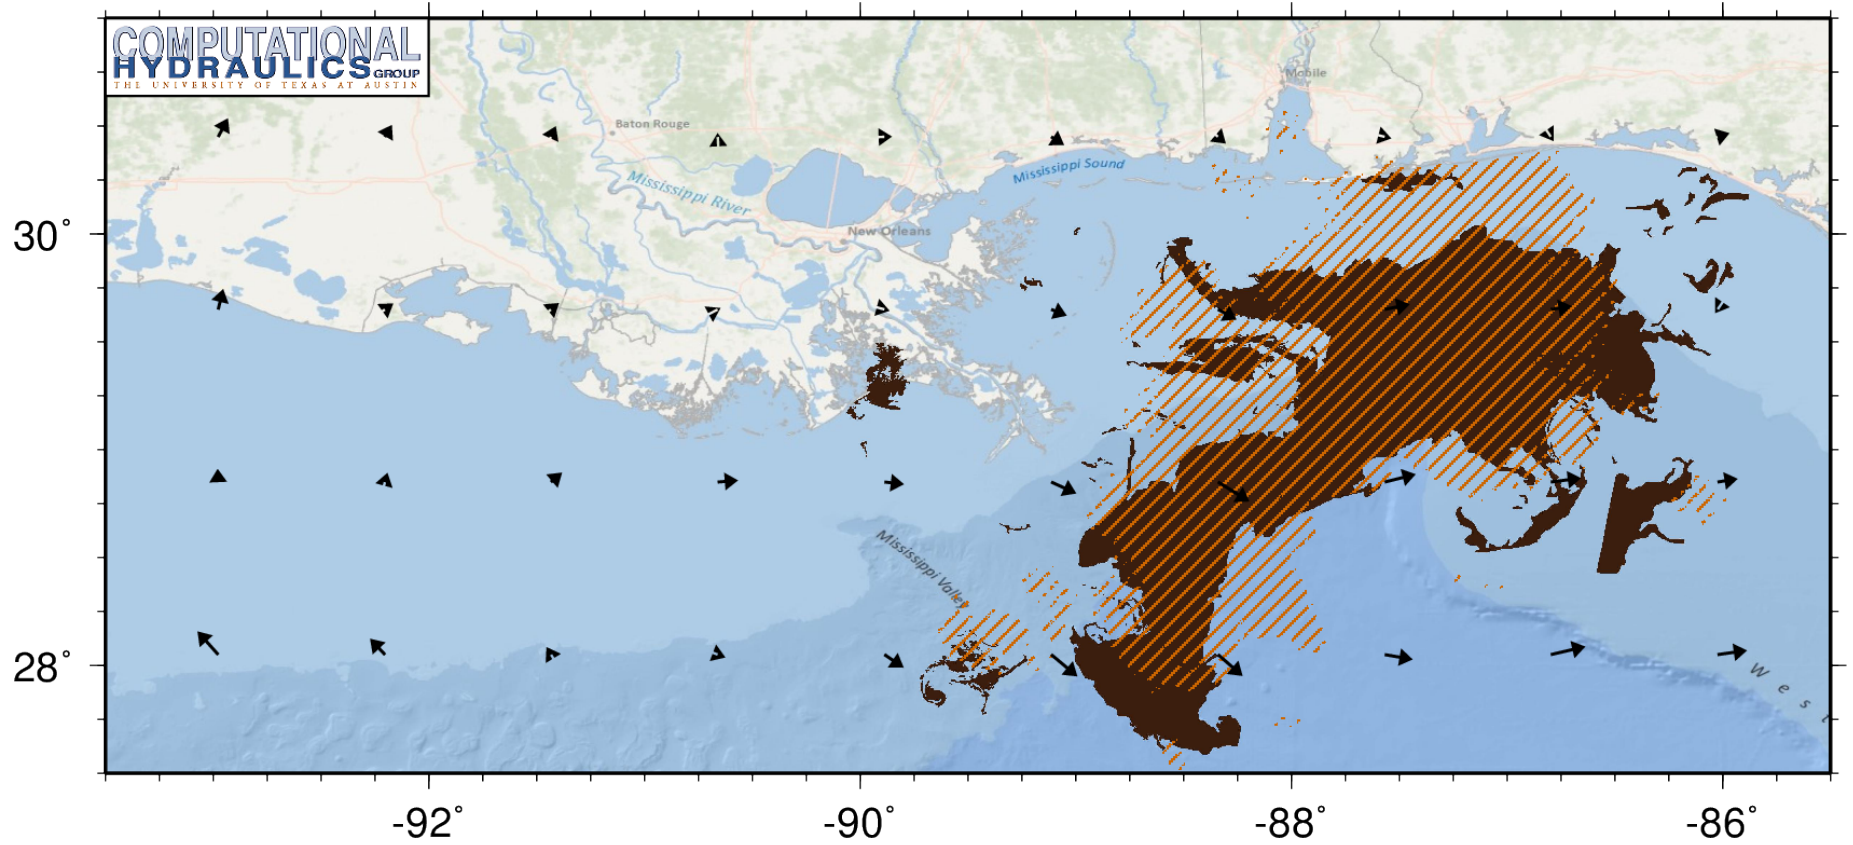 COMPUTATIONAL
HYDRAULICS GROUP
THE UNIVERSITY OF TEXAS AT AUSTIN
Mobile
Baton Rouge
Mississippi Sound
Mississippi River
New Orleans
30°
Mississippi Valley
28°
West
-92°
-90°
-88°
-86°